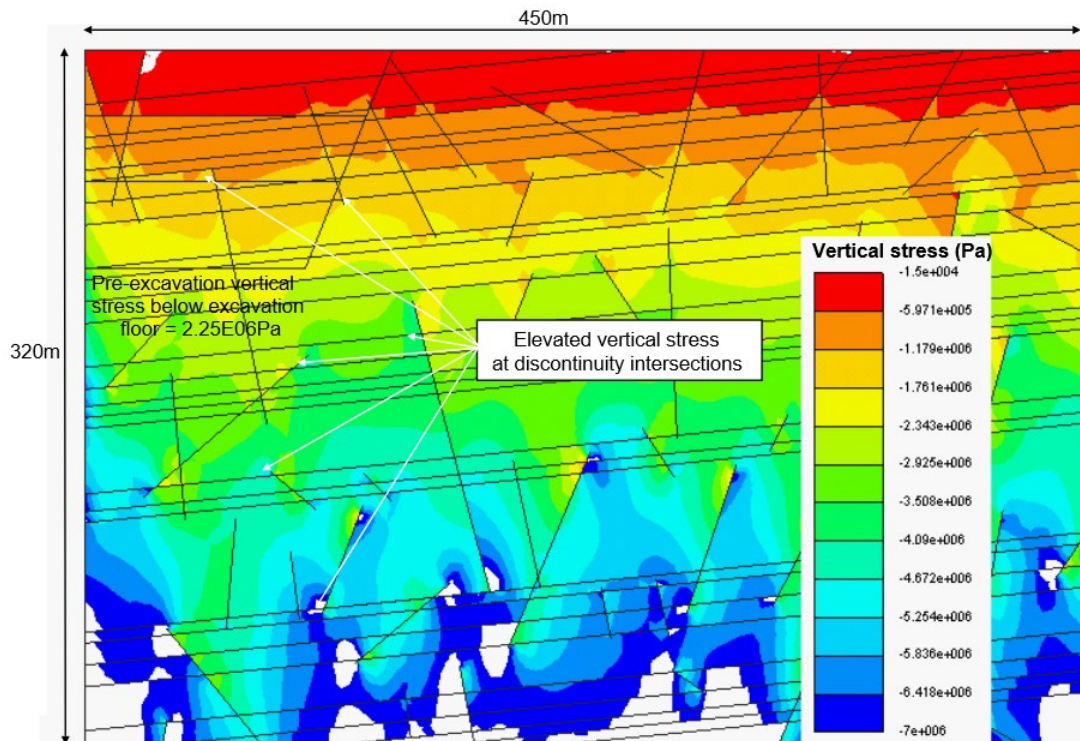 450m
320m
Pre-excavation vertical
stress below excavation
floor = 2.25E06Pa
Elevated vertical stress
at discontinuity intersections
Vertical stress (Pa)
-1.5e+004
-5.971e+005
-1.179e+006
-1.761e+006
-2.343e+006
-2.925e+006
-3.508e+006
-4.09e+006
-4.672e+006
-5.254e+006
-5.836e+006
-6.418e+006
-7e+006